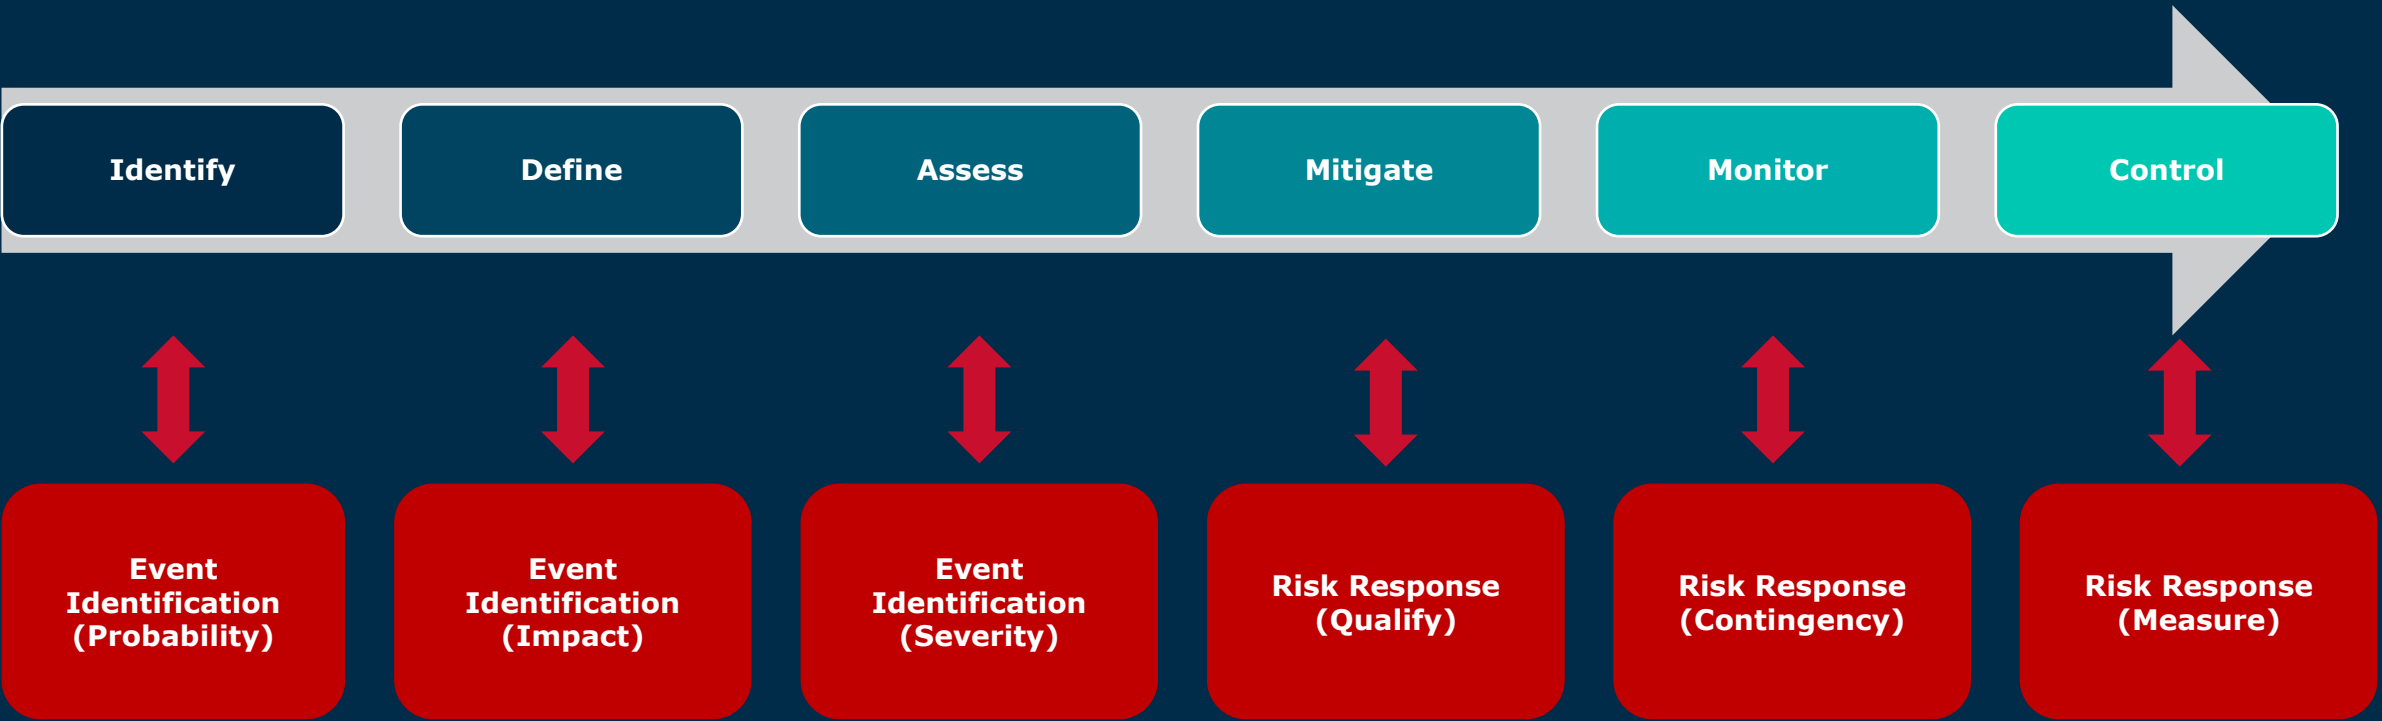 Identify
Define
Assess
Mitigate
Monitor
Control
Event
Identification
(Probability)
Event
Identification
(Impact)
Event
Identification
(Severity)
Risk Response
(Qualify)
Risk Response
(Contingency)
Risk Response
(Measure)